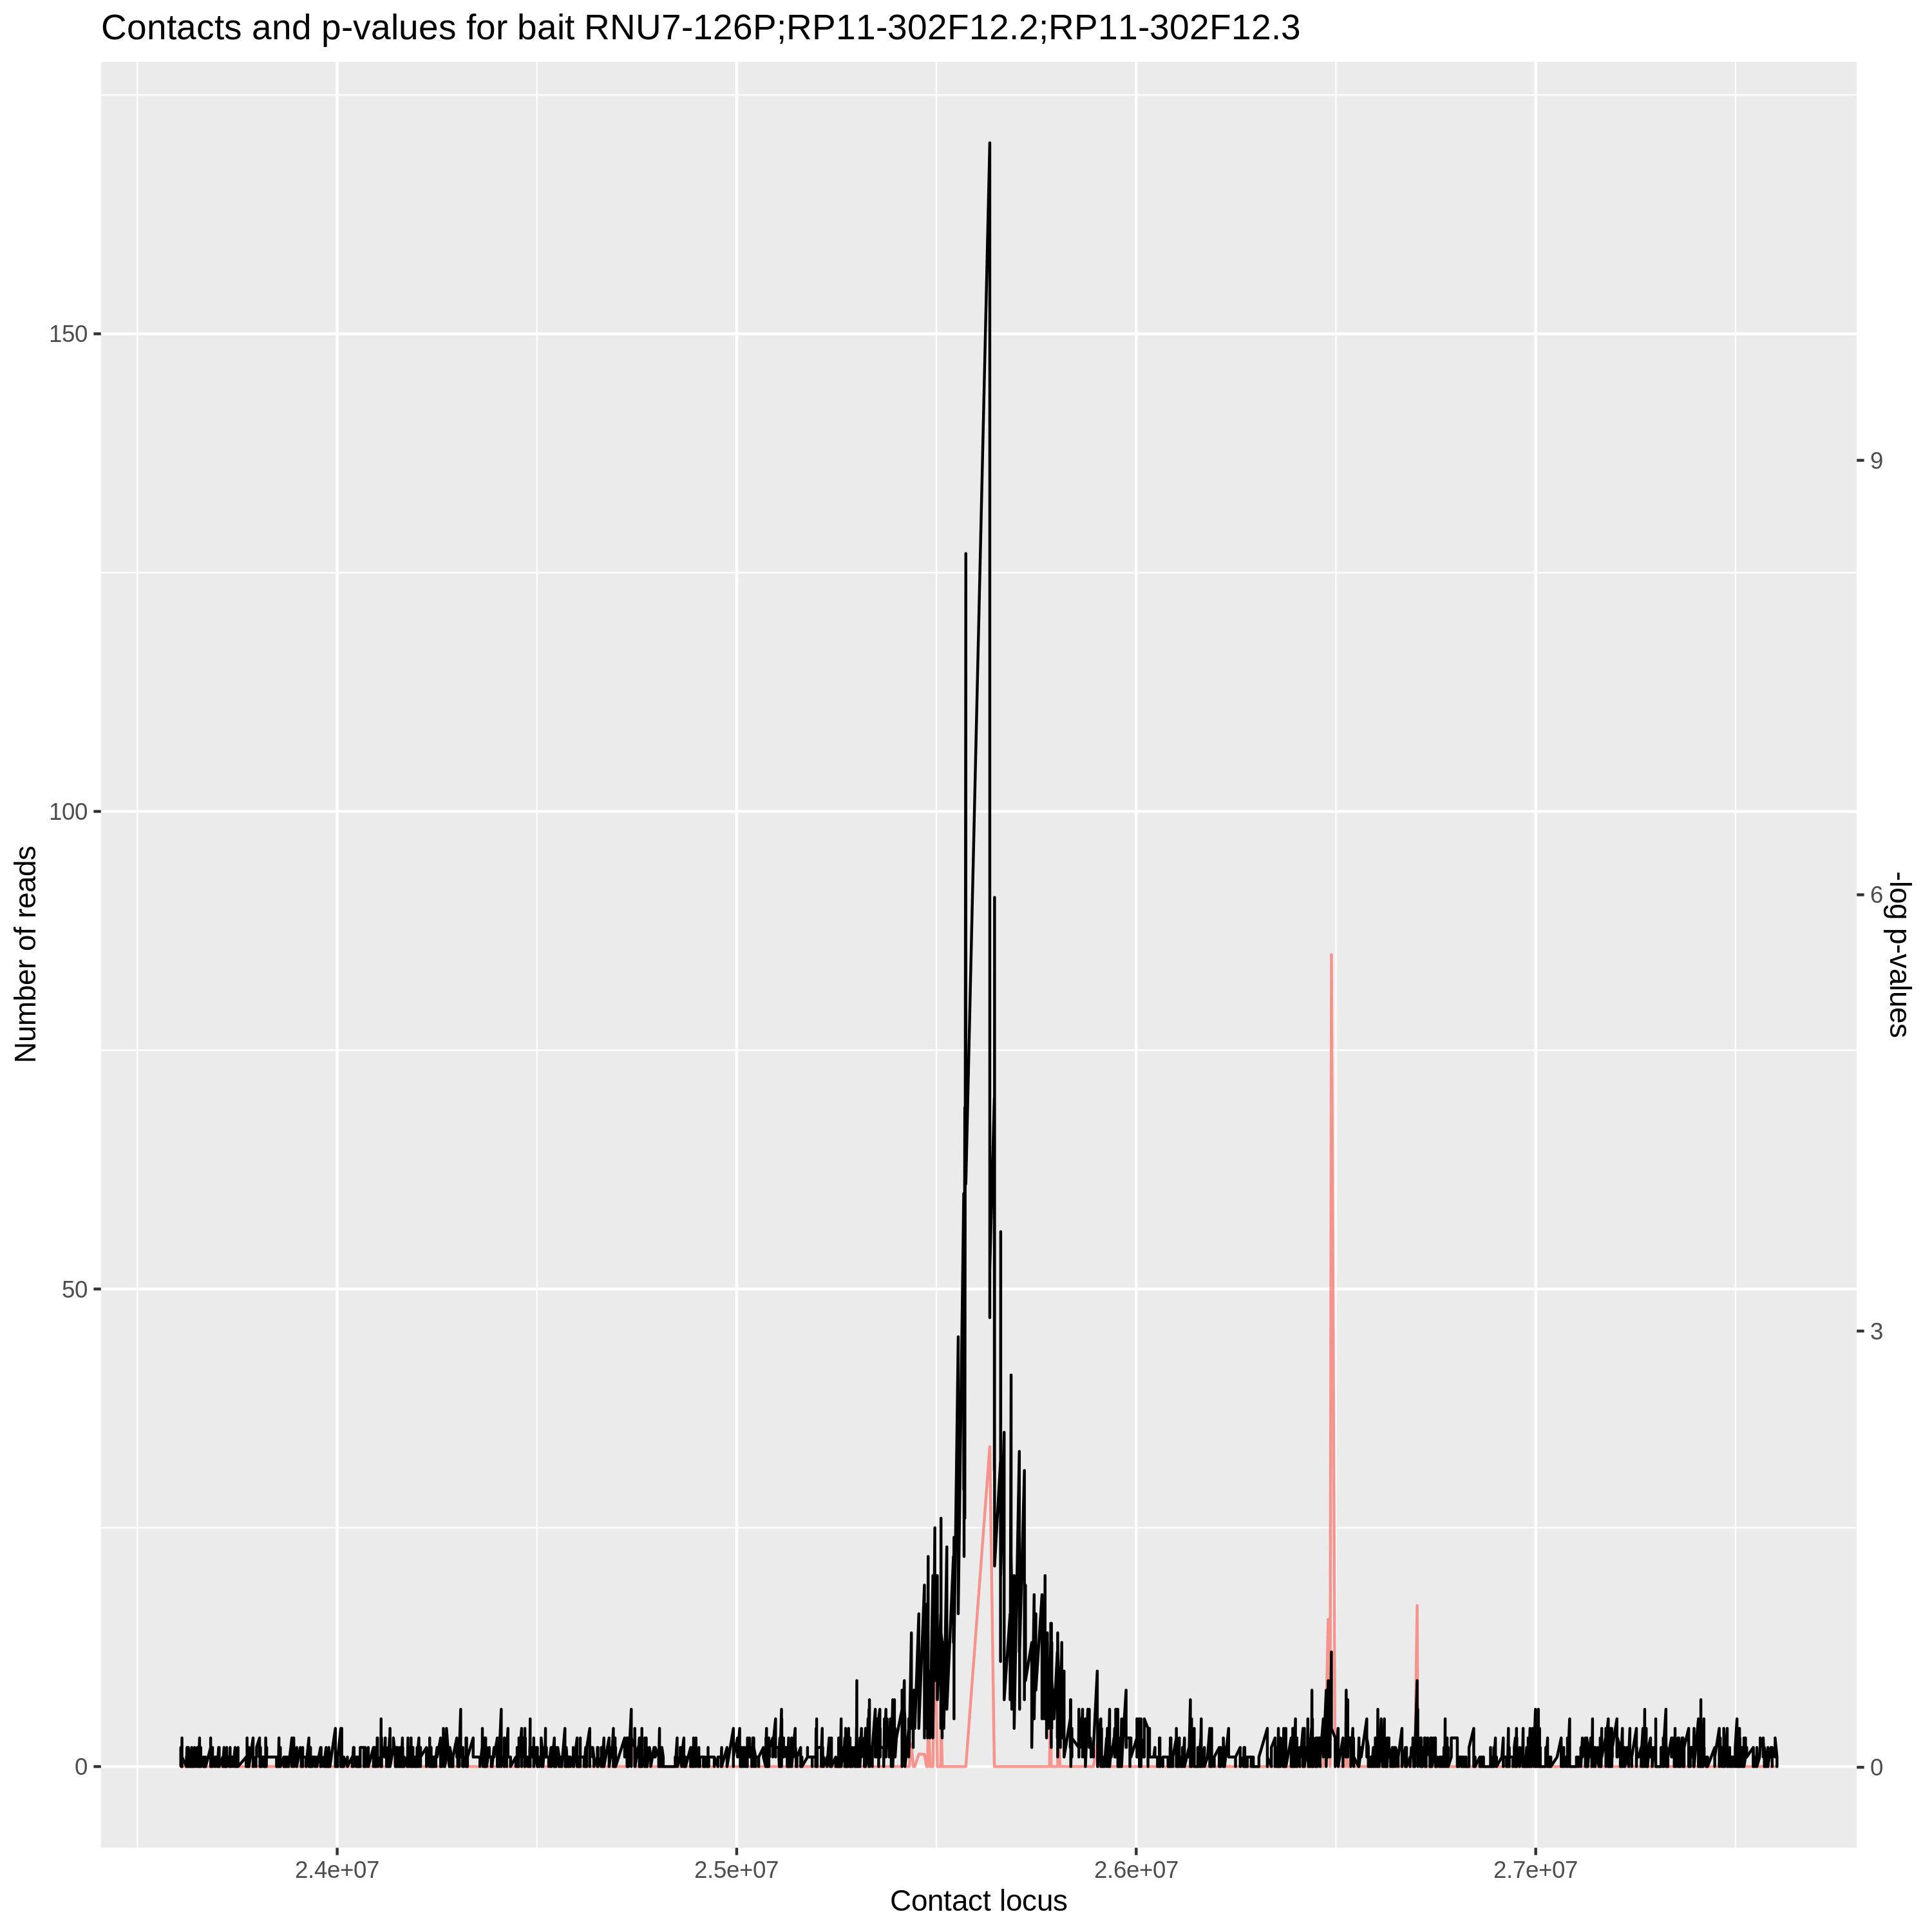 Contacts and p-values for bait RNU7-126P;RP11-302F12.2;RP11-302F12.3
150
100
50
0
Number of reads
9
6
3
0
-log p-values
2.4e+07
2.5e+07
2.6e+07
2.7e+07
Contact locus